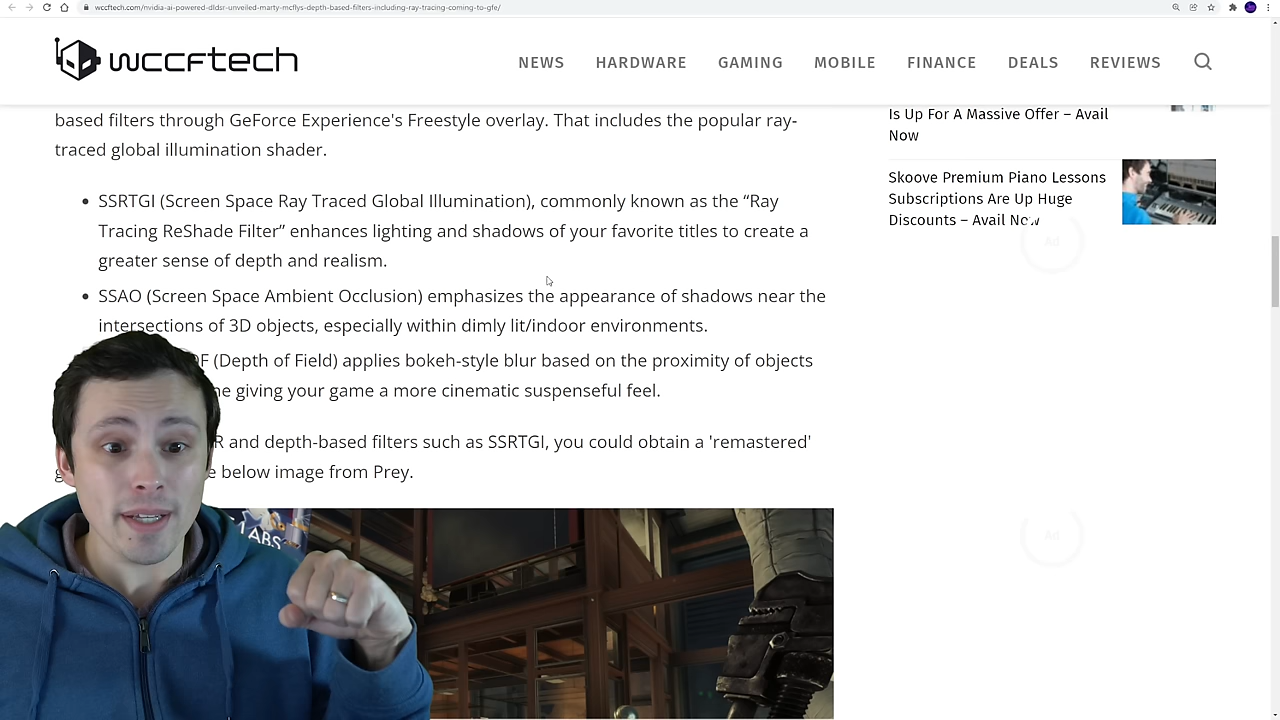 wccftech.com/nvidia-ai-powered-dldsr-unveiled-marty-mcflys-depth-based-filters-including-ray-tracing-coming-to-gfe/
wccftech
NEWS HARDWARE GAMING MOBILE FINANCE DEALS REVIEWS
based filters through GeForce Experience's Freestyle overlay. That includes the popular ray-
traced global illumination shader.
SSRTGI (Screen Space Ray Traced Global Illumination), commonly known as the “Ray
Tracing ReShade Filter” enhances lighting and shadows of your favorite titles to create a
greater sense of depth and realism.
SSAO (Screen Space Ambient Occlusion) emphasizes the appearance of shadows near the
intersections of 3D objects, especially within dimly lit/indoor environments.
(Depth of Field) applies bokeh-style blur based on the proximity of objects
giving your game a more cinematic suspenseful feel.
and depth-based filters such as SSRTGI, you could obtain a 'remastered'
below image from Prey.
Is Up For A Massive Offer – Avail
Now
Skoove Premium Piano Lessons
Subscriptions Are Up Huge
Discounts – Avail Now
Ad
Ad